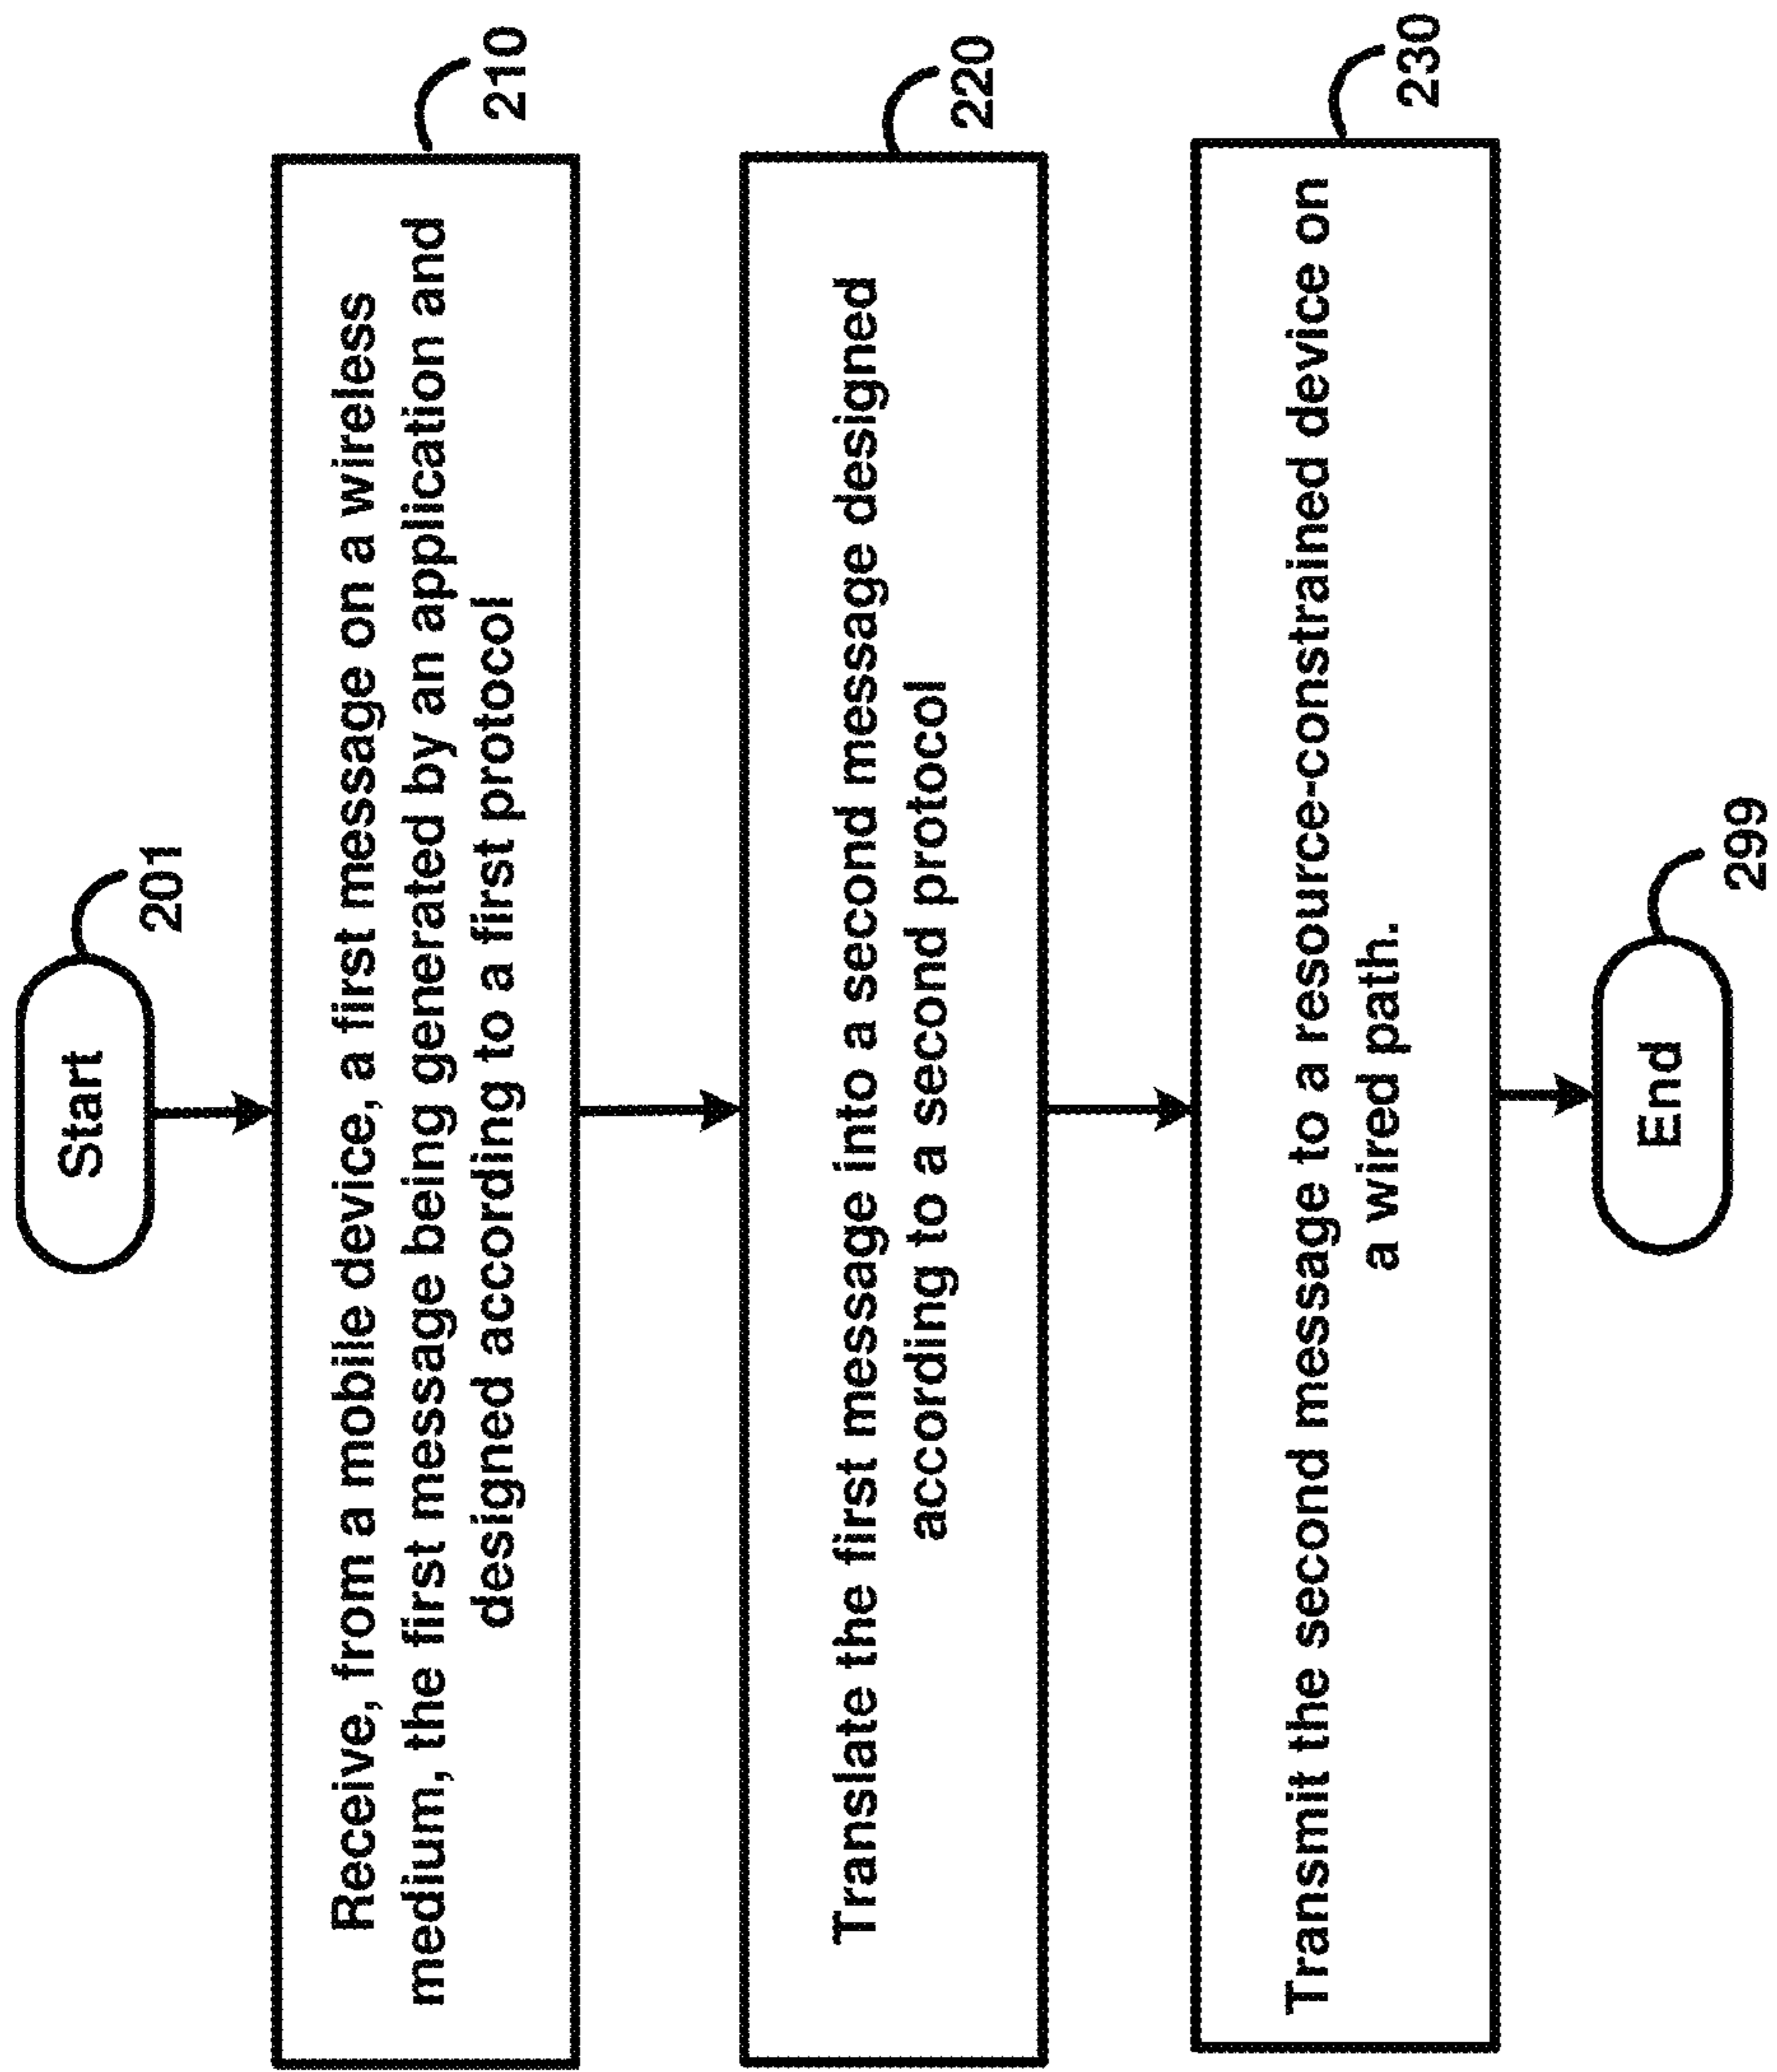 Start
201
Receive, from a mobile device, a first message on a wireless
medium, the first message being generated by an application and
designed according to a first protocol
210
Translate the first message into a second message designed
according to a second protocol
220
Transmit the second message to a resource-constrained device on
a wired path.
230
End
299